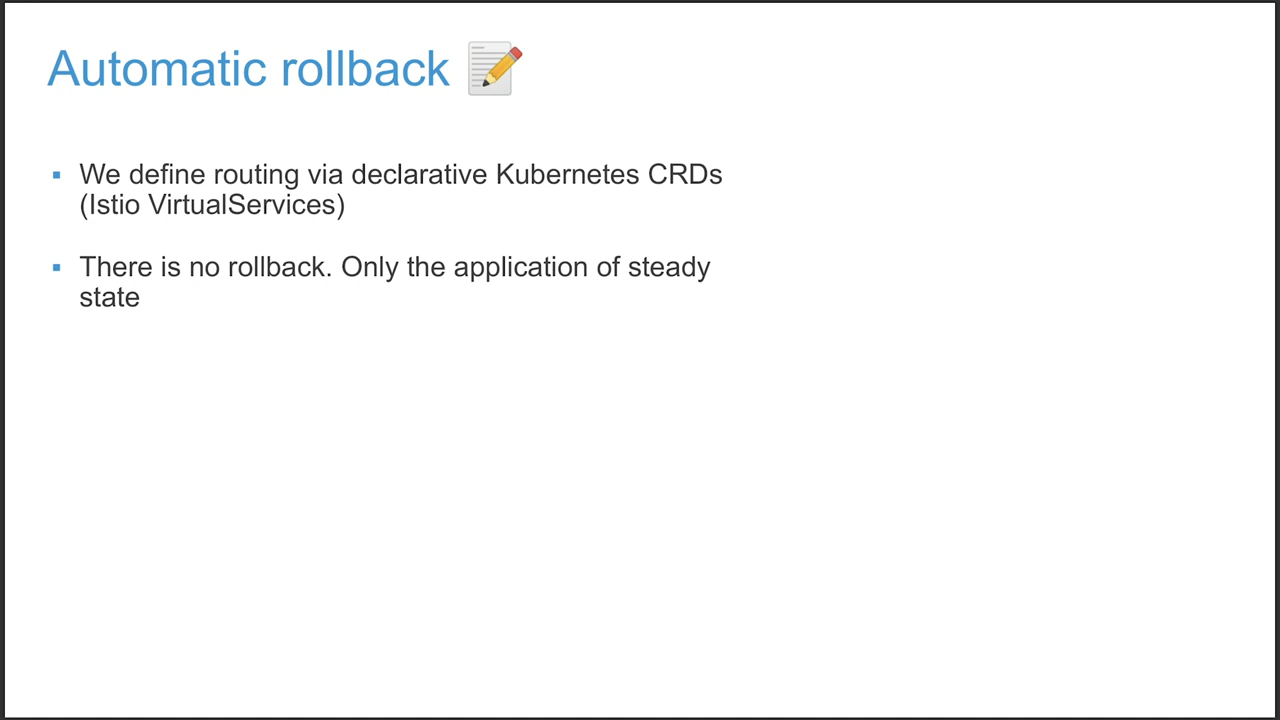 Automatic rollback
▪ We define routing via declarative Kubernetes CRDs
(Istio VirtualServices)
▪ There is no rollback. Only the application of steady
state